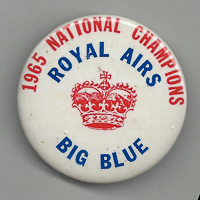 1965 NATIONAL CHAMPIONS
ROYAL AIRS
BIG BLUE